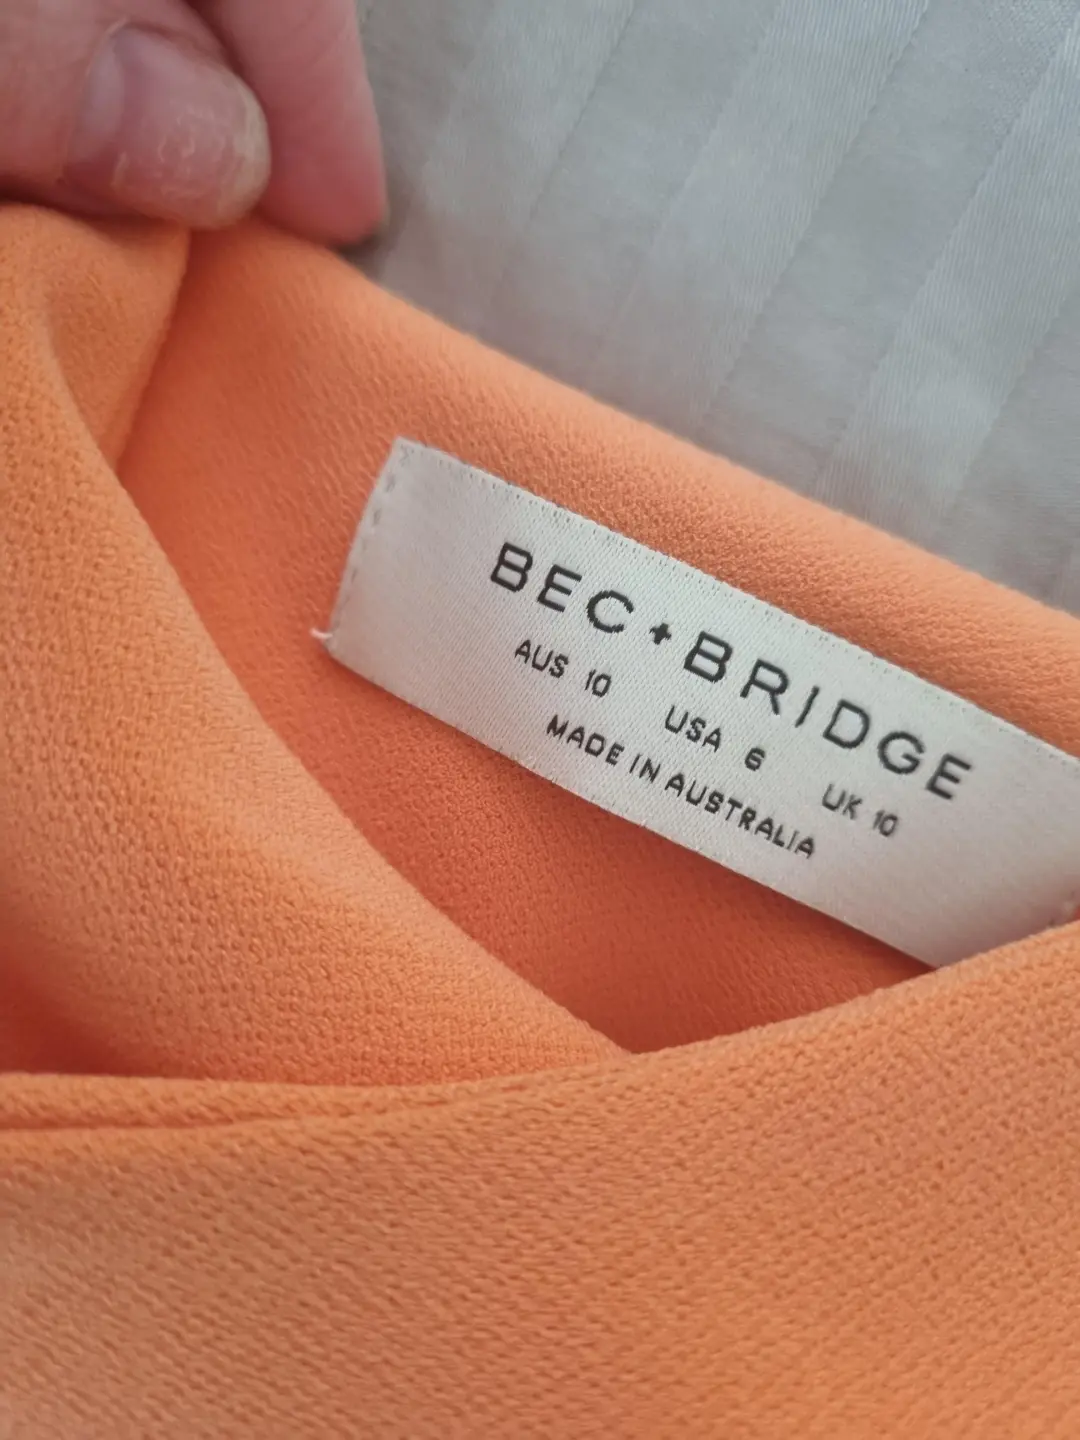 BEC+BRIDGE
AUS 10 USA 6 UK 10
MADE IN AUSTRALIA